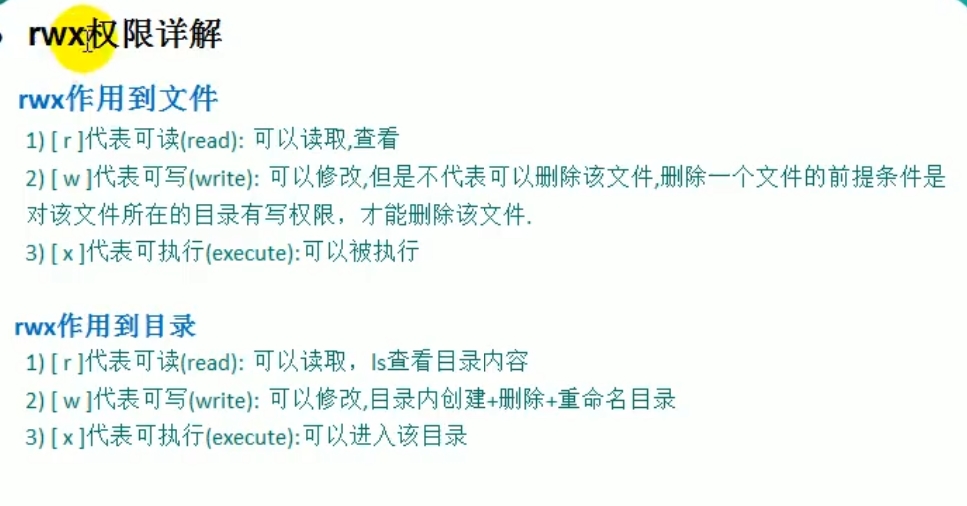 rwx权限详解
rwx作用到文件
1) [ r ]代表可读(read): 可以读取,查看
2) [ w ]代表可写(write): 可以修改,但是不代表可以删除该文件,删除一个文件的前提条件是
对该文件所在的目录有写权限，才能删除该文件.
3) [ x ]代表可执行(execute):可以被执行
rwx作用到目录
1) [ r ]代表可读(read): 可以读取，ls查看目录内容
2) [ w ]代表可写(write): 可以修改,目录内创建+删除+重命名目录
3) [ x ]代表可执行(execute):可以进入该目录